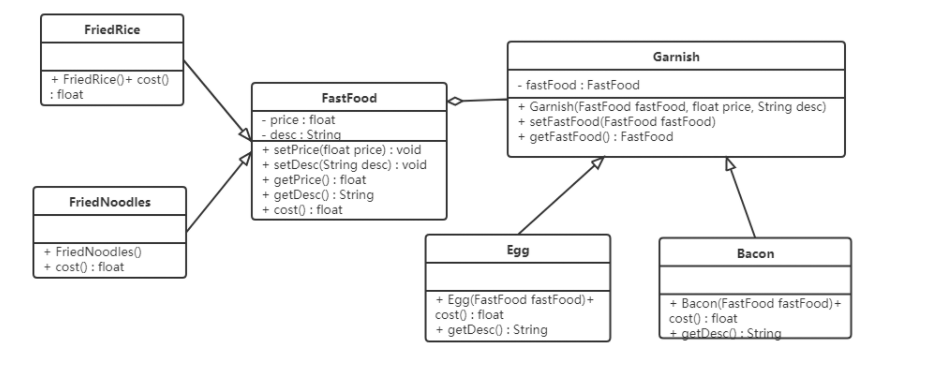 FriedRice
+ FriedRice()+ cost()
: float
FastFood
- price : float
- desc : String
+ setPrice(float price) : void
+ setDesc(String desc) : void
+ getPrice() : float
+ getDesc() : String
+ cost() : float
FriedNoodles
+ FriedNoodles()
+ cost() : float
Garnish
- fastFood : FastFood
+ Garnish(FastFood fastFood, float price, String desc)
+ setFastFood(FastFood fastFood)
+ getFastFood() : FastFood
Egg
+ Egg(FastFood fastFood)+
cost() : float
+ getDesc() : String
Bacon
+ Bacon(FastFood fastFood)+
cost() : float
+ getDesc() : String